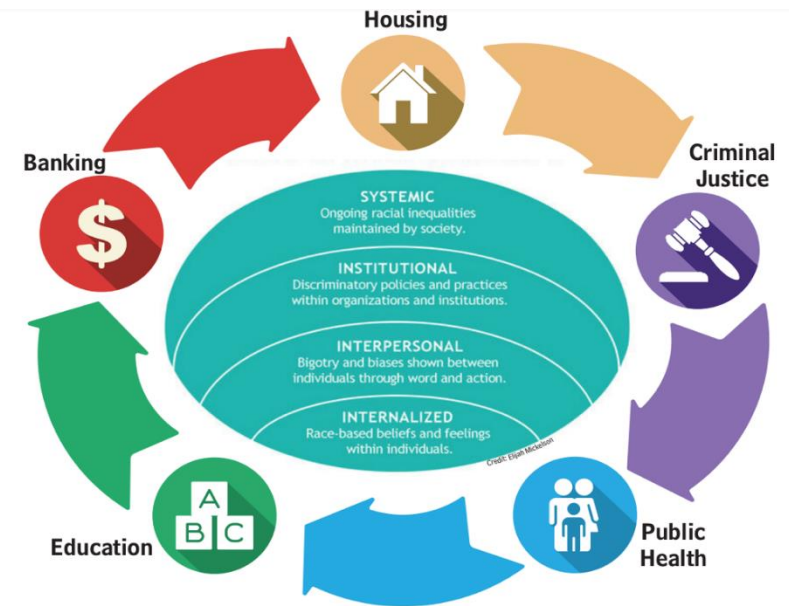 Housing
Banking
Criminal
Justice
$
SYSTEMIC
Ongoing racial inequalities
maintained by society.
INSTITUTIONAL
Discriminatory policies and practices
within organizations and institutions.
INTERPERSONAL
Bigotry and biases shown between
individuals through word and action.
INTERNALIZED
Race-based beliefs and feelings
within individuals.
Credit: Elijah Mickelson
A
B C
Education
Public
Health